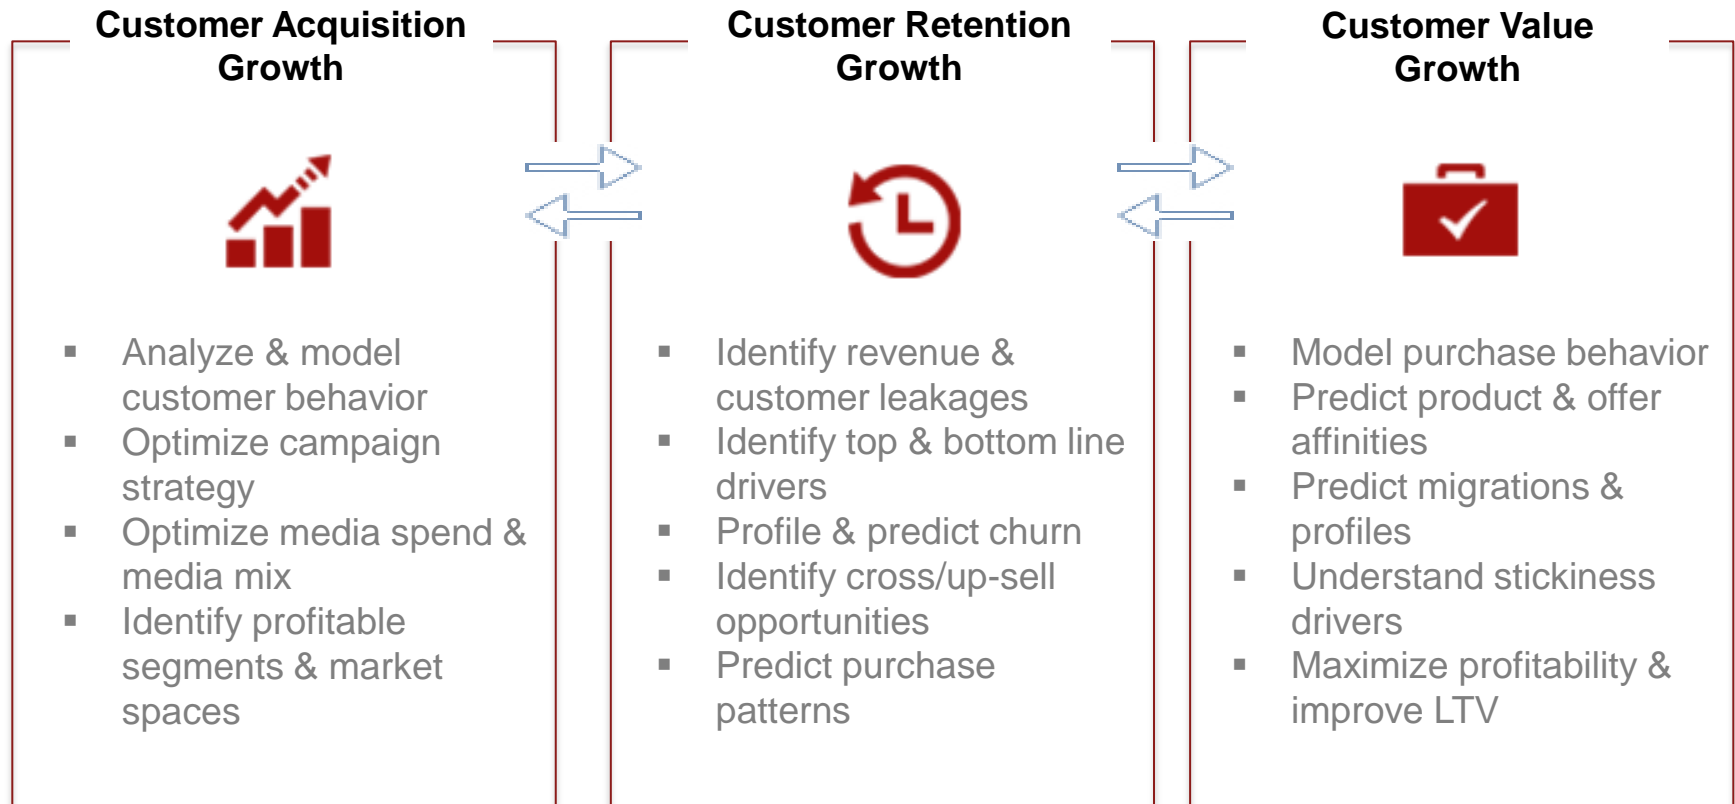 Customer Acquisition
Growth
▪ Analyze & model
customer behavior
▪ Optimize campaign
strategy
▪ Optimize media spend &
media mix
▪ Identify profitable
segments & market
spaces
Customer Retention
Growth
▪ Identify revenue &
customer leakages
▪ Identify top & bottom line
drivers
▪ Profile & predict churn
▪ Identify cross/up-sell
opportunities
▪ Predict purchase
patterns
Customer Value
Growth
▪ Model purchase behavior
▪ Predict product & offer
affinities
▪ Predict migrations &
profiles
▪ Understand stickiness
drivers
▪ Maximize profitability &
improve LTV